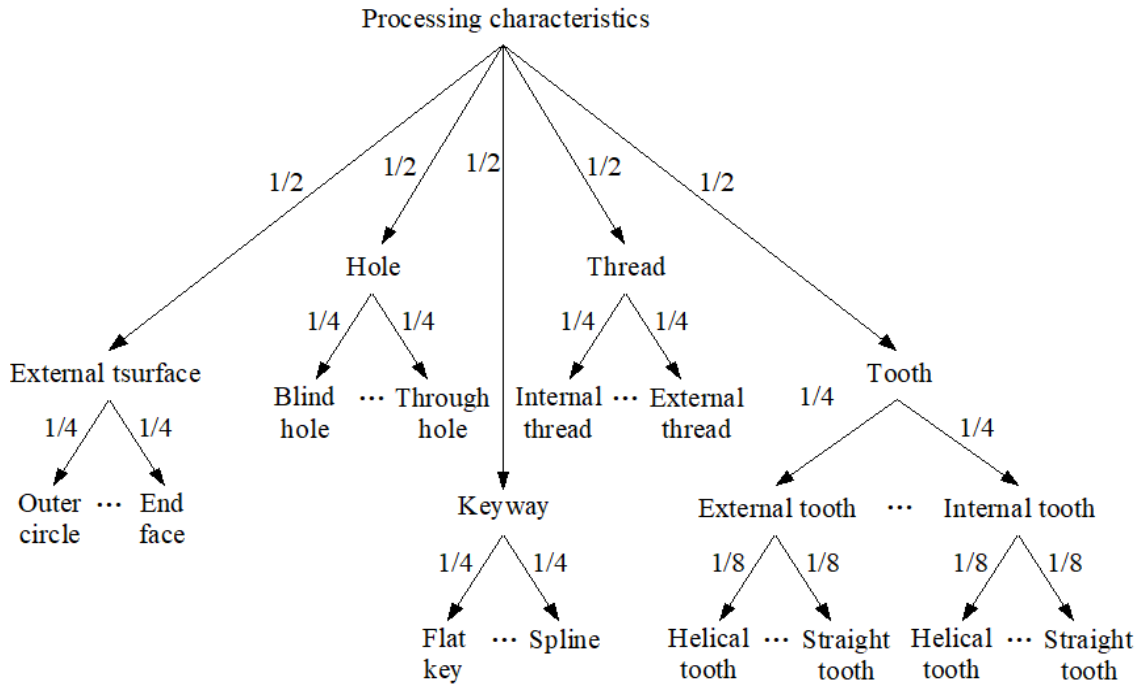 Processing characteristics
1/2
1/2
1/2
1/2
1/2
Hole
Thread
1/4
1/4
1/4
1/4
External tsurface
Tooth
Blind
hole
...
Through
hole
Internal
thread
...
External
thread
1/4
1/4
1/4
1/4
Outer
circle
...
End
face
Keyway
External tooth
...
Internal tooth
1/4
1/4
1/8
1/8
1/8
1/8
Flat
key
...
Spline
Helical
tooth
...
Straight
tooth
Helical
tooth
...
Straight
tooth